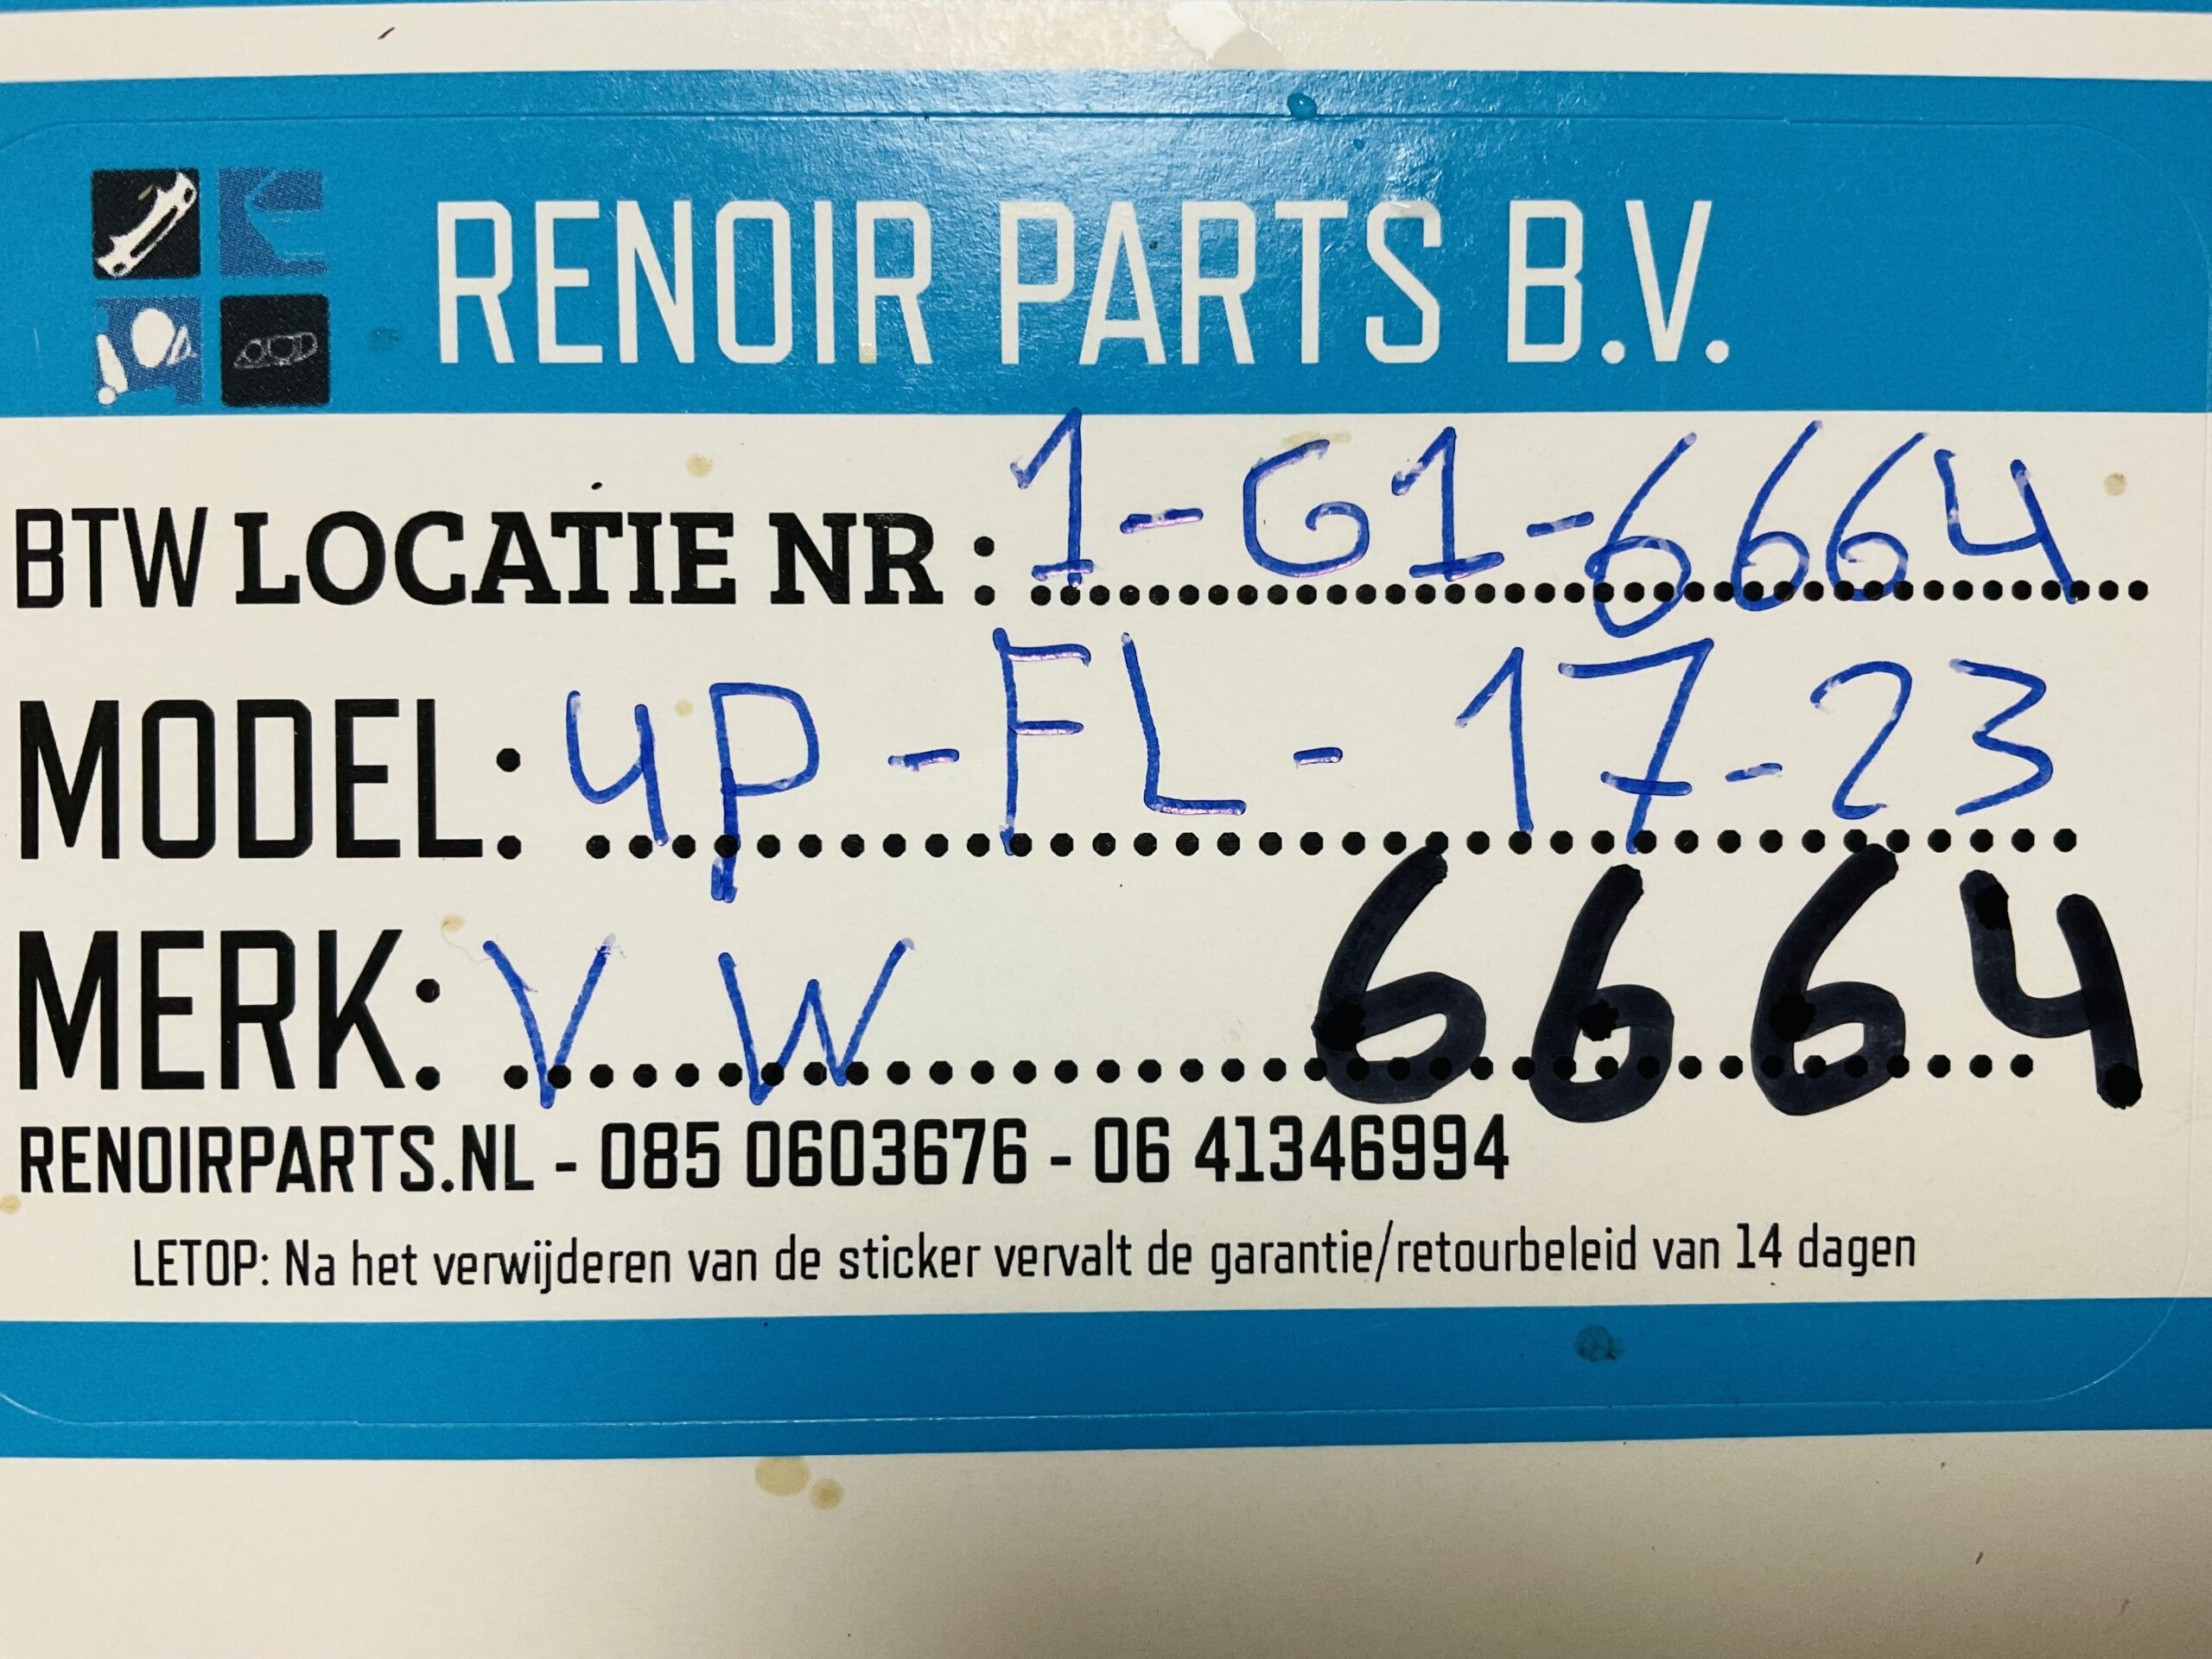 RENOIR PARTS B.V.
BTW LOCATIE NR : 1-G1-6664
MODEL: up-FL-17-23
MERK: VW 6664
RENOIRPARTS.NL - 085 0603676 - 06 41346994
LETOP: Na het verwijderen van de sticker vervalt de garantie/retourbeleid van 14 dagen